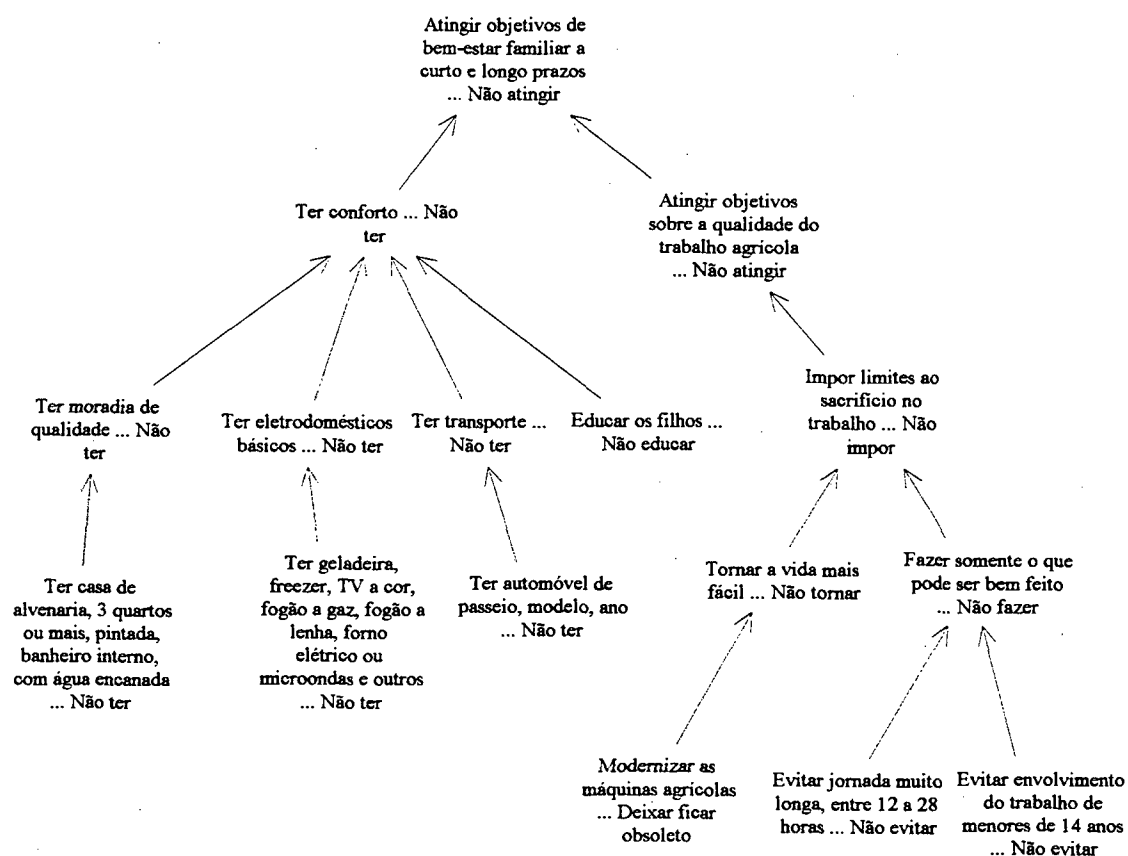 Atingir objetivos de
bem-estar familiar a
curto e longo prazos
... Não atingir
Ter conforto ... Não
ter
Atingir objetivos
sobre a qualidade do
trabalho agrícola
... Não atingir
Ter moradia de
qualidade ... Não
ter
Ter eletrodomésticos
básicos ... Não ter
Ter transporte ...
Não ter
Educar os filhos ...
Não educar
Impor limites ao
sacrifício no
trabalho ... Não
impor
Ter casa de
alvenaria, 3 quartos
ou mais, pintada,
banheiro interno,
com água encanada
... Não ter
Ter geladeira,
freezer, TV a cor,
fogão a gaz, fogão a
lenha, forno
elétrico ou
microondas e outros
... Não ter
Ter automóvel de
passeio, modelo, ano
... Não ter
Tornar a vida mais
fácil ... Não tornar
Fazer somente o que
pode ser bem feito
... Não fazer
Modernizar as
máquinas agrícolas
... Deixar ficar
obsoleto
Evitar jornada muito
longa, entre 12 a 28
horas ... Não evitar
Evitar envolvimento
do trabalho de
menores de 14 anos
... Não evitar